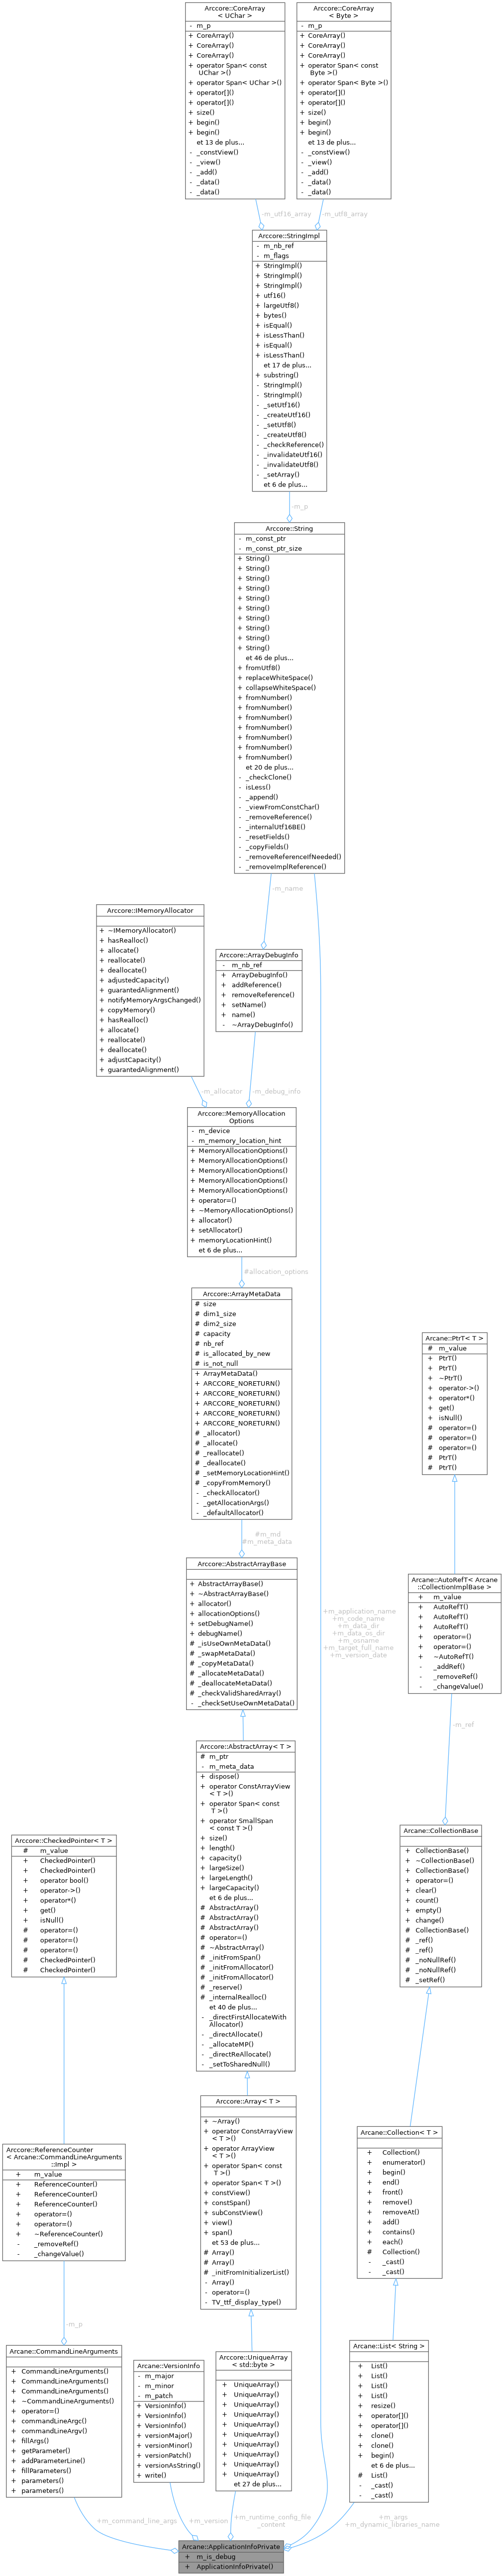 Arccore::CoreArray
< UChar >
- m_p
+ CoreArray()
+ CoreArray()
+ CoreArray()
+ operator Span< const
UChar >()
+ operator Span< UChar >()
+ operator[]()
+ operator[]()
+ size()
+ begin()
+ begin()
et 13 de plus...
- _constView()
- _view()
- _add()
- _data()
- _data()
Arccore::CoreArray
< Byte >
- m_p
+ CoreArray()
+ CoreArray()
+ CoreArray()
+ operator Span< const
Byte >()
+ operator Span< Byte >()
+ operator[]()
+ operator[]()
+ size()
+ begin()
+ begin()
et 13 de plus...
- _constView()
- _view()
- _add()
- _data()
- _data()
-m_utf16_array
-m_utf8_array
Arccore::StringImpl
- m_nb_ref
- m_flags
+ StringImpl()
+ StringImpl()
+ StringImpl()
+ utf16()
+ largeUtf8()
+ bytes()
+ isEqual()
+ isLessThan()
+ isEqual()
+ isLessThan()
et 17 de plus...
+ substring()
- StringImpl()
- StringImpl()
- _setUtf16()
- _createUtf16()
- _setUtf8()
- _createUtf8()
- _checkReference()
- _invalidateUtf16()
- _invalidateUtf8()
- _setArray()
et 6 de plus...
-m_p
Arccore::String
- m_const_ptr
- m_const_ptr_size
+ String()
+ String()
+ String()
+ String()
+ String()
+ String()
+ String()
+ String()
+ String()
+ String()
et 46 de plus...
+ fromUtf8()
+ replaceWhiteSpace()
+ collapseWhiteSpace()
+ fromNumber()
+ fromNumber()
+ fromNumber()
+ fromNumber()
+ fromNumber()
+ fromNumber()
+ fromNumber()
et 20 de plus...
- _checkClone()
- isLess()
- _append()
- _viewFromConstChar()
- _removeReference()
- _internalUtf16BE()
- _resetFields()
- _copyFields()
- _removeReferenceIfNeeded()
- _removeImplReference()
-m_name
Arccore::IMemoryAllocator
+ ~IMemoryAllocator()
+ hasRealloc()
+ allocate()
+ reallocate()
+ deallocate()
+ adjustedCapacity()
+ guarantedAlignment()
+ notifyMemoryArgsChanged()
+ copyMemory()
+ hasRealloc()
+ allocate()
+ reallocate()
+ deallocate()
+ adjustCapacity()
+ guarantedAlignment()
Arccore::ArrayDebugInfo
- m_nb_ref
+ ArrayDebugInfo()
+ addReference()
+ removeReference()
+ setName()
+ name()
- ~ArrayDebugInfo()
-m_allocator
-m_debug_info
Arccore::MemoryAllocation
Options
- m_device
- m_memory_location_hint
+ MemoryAllocationOptions()
+ MemoryAllocationOptions()
+ MemoryAllocationOptions()
+ MemoryAllocationOptions()
+ MemoryAllocationOptions()
+ operator=()
+ ~MemoryAllocationOptions()
+ allocator()
+ setAllocator()
+ memoryLocationHint()
et 6 de plus...
#allocation_options
Arccore::ArrayMetaData
# size
# dim1_size
# dim2_size
# capacity
# nb_ref
# is_allocated_by_new
# is_not_null
+ ArrayMetaData()
+ ARCCORE_NORETURN()
+ ARCCORE_NORETURN()
+ ARCCORE_NORETURN()
+ ARCCORE_NORETURN()
+ ARCCORE_NORETURN()
# _allocator()
# _allocate()
# _reallocate()
# _deallocate()
# _setMemoryLocationHint()
# _copyFromMemory()
- _checkAllocator()
- _getAllocationArgs()
- _defaultAllocator()
#m_md
#m_meta_data
Arccore::AbstractArrayBase
+ AbstractArrayBase()
+ ~AbstractArrayBase()
+ allocator()
+ allocationOptions()
+ setDebugName()
+ debugName()
# _isUseOwnMetaData()
# _swapMetaData()
# _copyMetaData()
# _allocateMetaData()
# _deallocateMetaData()
# _checkValidSharedArray()
- _checkSetUseOwnMetaData()
Arccore::AbstractArray< T >
# m_ptr
- m_meta_data
+ dispose()
+ operator ConstArrayView
< T >()
+ operator Span< const
T >()
+ operator SmallSpan
< const T >()
+ size()
+ length()
+ capacity()
+ largeSize()
+ largeLength()
+ largeCapacity()
et 6 de plus...
# AbstractArray()
# AbstractArray()
# AbstractArray()
# operator=()
# ~AbstractArray()
# _initFromSpan()
# _initFromAllocator()
# _initFromAllocator()
# _reserve()
# _internalRealloc()
et 40 de plus...
- _directFirstAllocateWith
Allocator()
- _directAllocate()
- _allocateMP()
- _directReAllocate()
- _setToSharedNull()
Arccore::Array< T >
+ ~Array()
+ operator ConstArrayView
< T >()
+ operator ArrayView
< T >()
+ operator Span< const
T >()
+ operator Span< T >()
+ constView()
+ constSpan()
+ subConstView()
+ view()
+ span()
et 53 de plus...
# Array()
# Array()
# _initFromInitializerList()
- Array()
- operator=()
- TV_ttf_display_type()
Arccore::UniqueArray
< std::byte >
+ UniqueArray()
+ UniqueArray()
+ UniqueArray()
+ UniqueArray()
+ UniqueArray()
+ UniqueArray()
+ UniqueArray()
+ UniqueArray()
+ UniqueArray()
+ UniqueArray()
et 27 de plus...
+m_application_name
+m_code_name
+m_data_dir
+m_data_os_dir
+m_osname
+m_target_full_name
+m_version_date
Arcane::PtrT< T >
# m_value
+ PtrT()
+ PtrT()
+ ~PtrT()
+ operator->()
+ operator*()
+ get()
+ isNull()
# operator=()
# operator=()
# operator=()
# PtrT()
# PtrT()
Arcane::AutoRefT< Arcane
::CollectionImplBase >
+ m_value
+ AutoRefT()
+ AutoRefT()
+ AutoRefT()
+ operator=()
+ operator=()
+ ~AutoRefT()
- _addRef()
- _removeRef()
- _changeValue()
-m_ref
Arcane::CollectionBase
+ CollectionBase()
+ ~CollectionBase()
+ CollectionBase()
+ operator=()
+ clear()
+ count()
+ empty()
+ change()
# CollectionBase()
# _ref()
# _ref()
# _noNullRef()
# _noNullRef()
# _setRef()
Arcane::Collection< T >
+ Collection()
+ enumerator()
+ begin()
+ end()
+ front()
+ remove()
+ removeAt()
+ add()
+ contains()
+ each()
# Collection()
- _cast()
- _cast()
Arcane::List< String >
+ List()
+ List()
+ List()
+ List()
+ resize()
+ operator[]()
+ operator[]()
+ clone()
+ clone()
+ begin()
et 6 de plus...
# List()
- _cast()
- _cast()
Arccore::CheckedPointer< T >
# m_value
+ CheckedPointer()
+ CheckedPointer()
+ operator bool()
+ operator->()
+ operator*()
+ get()
+ isNull()
# operator=()
# operator=()
# operator=()
# CheckedPointer()
# CheckedPointer()
Arccore::ReferenceCounter
< Arcane::CommandLineArguments
::Impl >
+ m_value
+ ReferenceCounter()
+ ReferenceCounter()
+ ReferenceCounter()
+ operator=()
+ operator=()
+ ~ReferenceCounter()
- _removeRef()
- _changeValue()
-m_p
Arcane::CommandLineArguments
+ CommandLineArguments()
+ CommandLineArguments()
+ CommandLineArguments()
+ ~CommandLineArguments()
+ operator=()
+ commandLineArgc()
+ commandLineArgv()
+ fillArgs()
+ getParameter()
+ addParameterLine()
+ fillParameters()
+ parameters()
+ parameters()
Arcane::VersionInfo
- m_major
- m_minor
- m_patch
+ VersionInfo()
+ VersionInfo()
+ VersionInfo()
+ versionMajor()
+ versionMinor()
+ versionPatch()
+ versionAsString()
+ write()
+m_command_line_args
+m_version
+m_runtime_config_file
_content
+m_args
+m_dynamic_libraries_name
Arcane::ApplicationInfoPrivate
+ m_is_debug
+ ApplicationInfoPrivate()